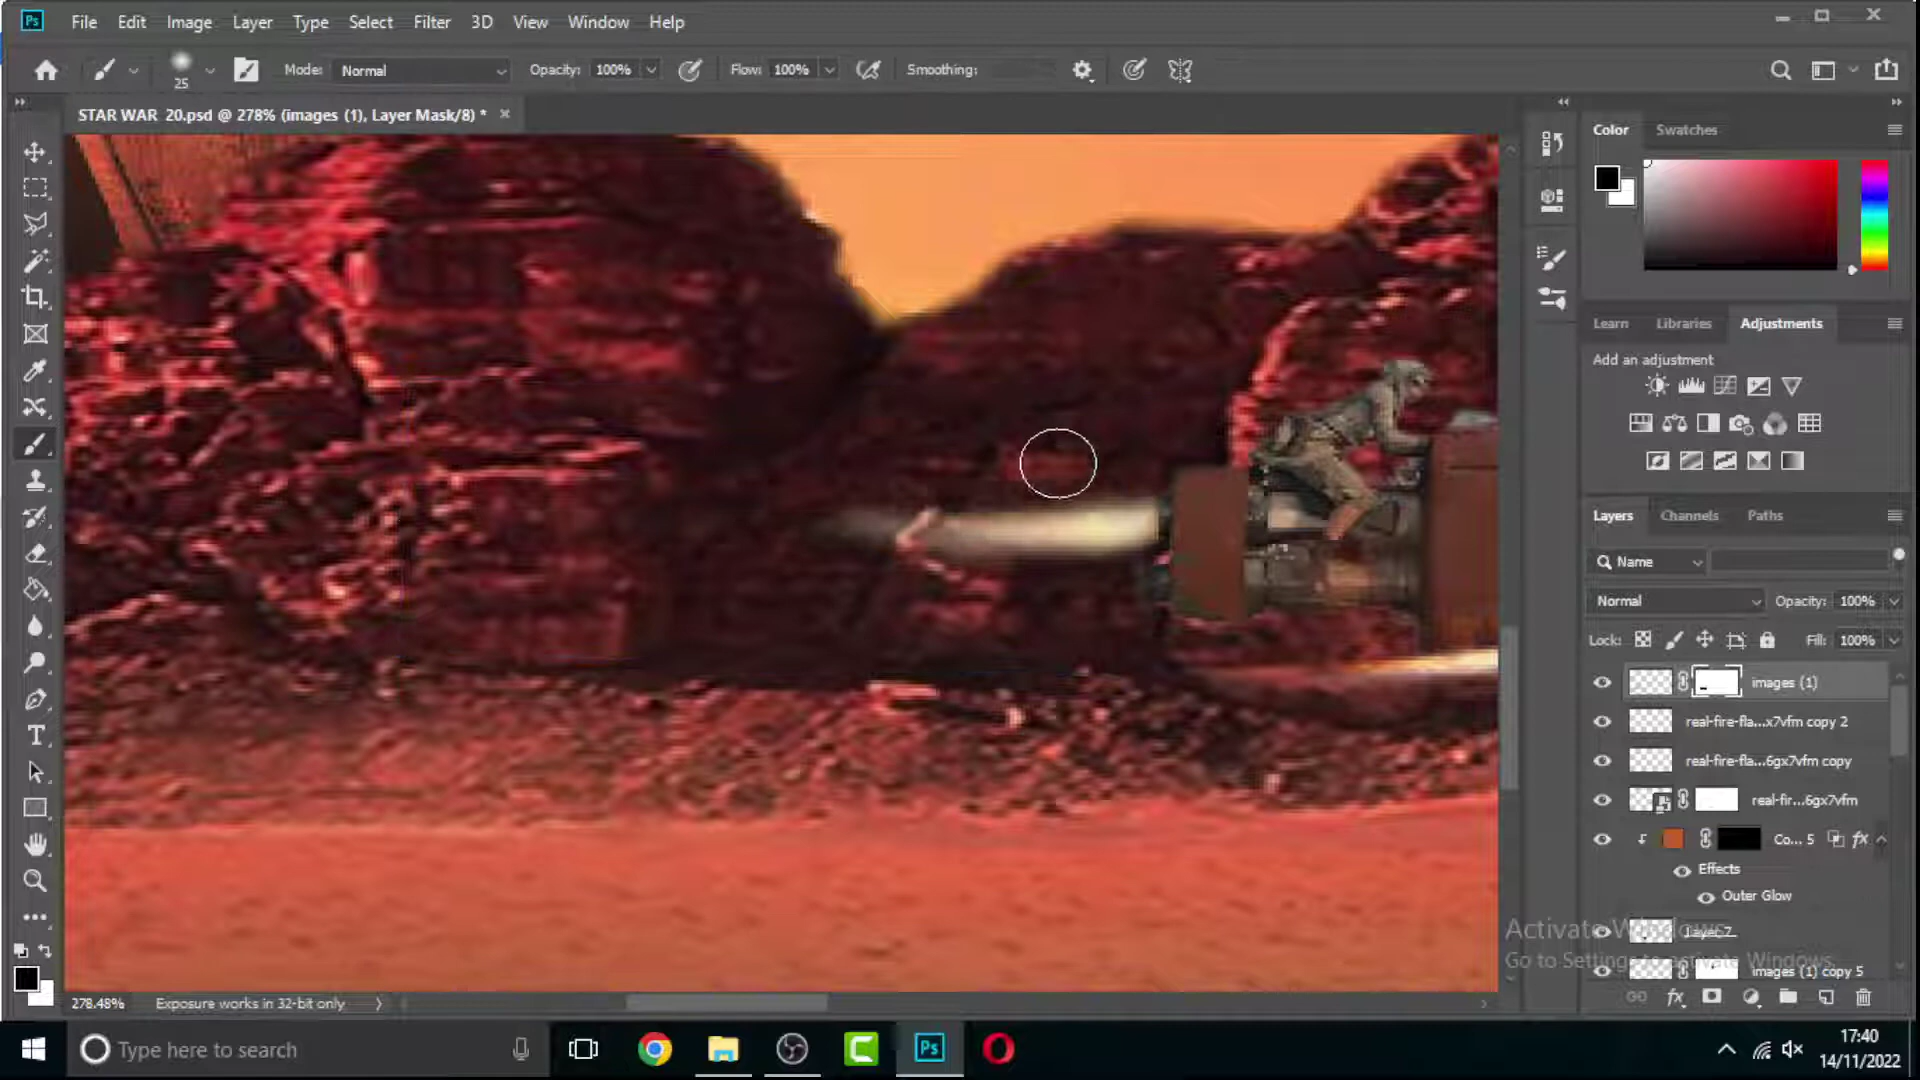 Ps File Edit Image Layer Type Select Filter 3D View Window Help
25 Mode: Normal Opacity: 100% Flow: 100% Smoothing:
STAR WAR 20.psd @ 278% (images (1), Layer Mask/8) * ×
Color Swatches
Learn Libraries Adjustments
Add an adjustment
Layers Channels Paths
Name
Normal Opacity: 100%
Lock: Fill: 100%
images (1)
real-fire-fla...x7vfm copy 2
real-fire-fla...6gx7vfm copy
real-fir...6gx7vfm
Co... 5 fx
Effects
Outer Glow
Layer 7
images (1) copy 5
Activate Windows
Go to Settings to activate Windows.
278.48% Exposure works in 32-bit only
fx
Type here to search
Ps
17:40
14/11/2022